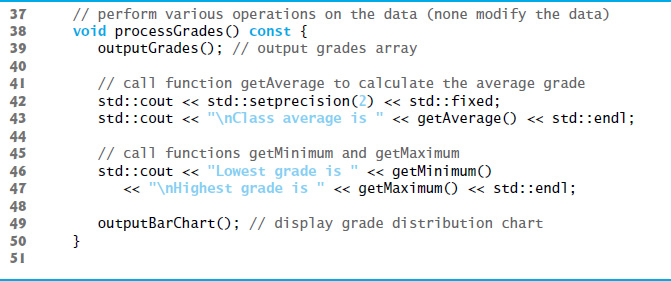 37 // perform various operations on the data (none modify the data)
38 void processGrades() const {
39 outputGrades(); // output grades array
40
41 // call function getAverage to calculate the average grade
42 std::cout << std::setprecision(2) << std::fixed;
43 std::cout << "\nClass average is " << getAverage() << std::endl;
44
45 // call functions getMinimum and getMaximum
46 std::cout << "Lowest grade is " << getMinimum()
47 << "\nHighest grade is " << getMaximum() << std::endl;
48
49 outputBarChart(); // display grade distribution chart
50 }
51